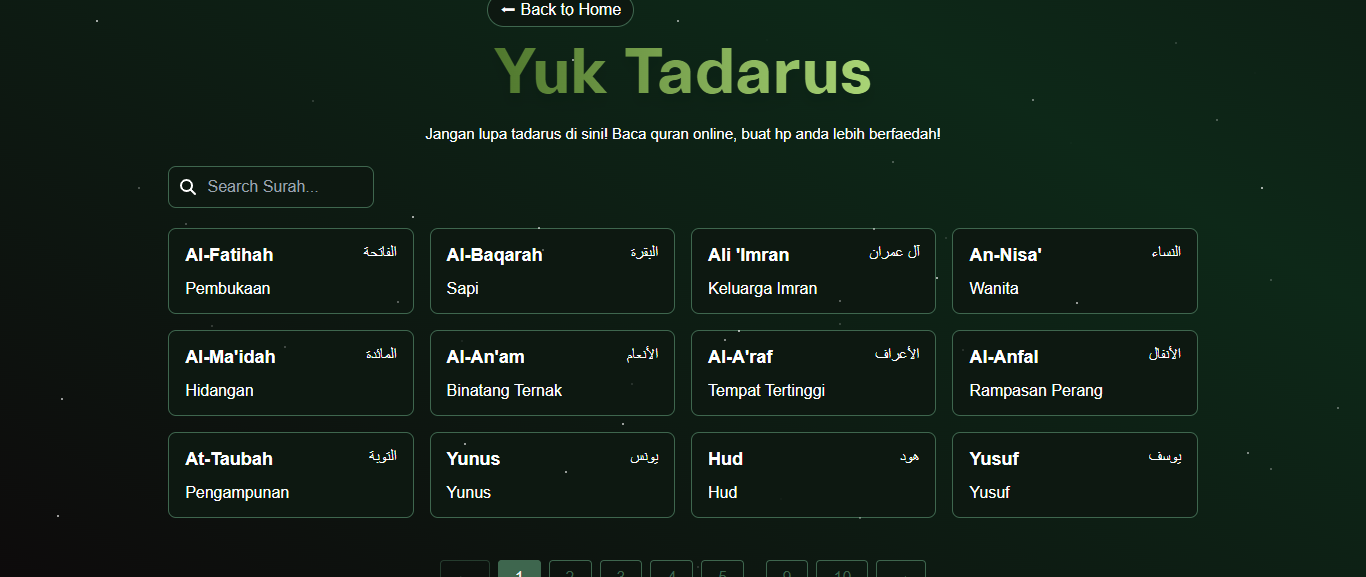 Back to Home
Yuk Tadarus
Jangan lupa tadarus di sini! Baca quran online, buat hp anda lebih berfaedah!
Search Surah...
Al-Fatihah الفاتحة
Pembukaan
Al-Baqarah البقرة
Sapi
Ali 'Imran آل عمران
Keluarga Imran
An-Nisa' النساء
Wanita
Al-Ma'idah المائدة
Hidangan
Al-An'am الأنعام
Binatang Ternak
Al-A'raf الأعراف
Tempat Tertinggi
Al-Anfal الأنفال
Rampasan Perang
At-Taubah التوبة
Pengampunan
Yunus يونس
Yunus
Hud هود
Hud
Yusuf يوسف
Yusuf
1 2 3 4 5 9 10